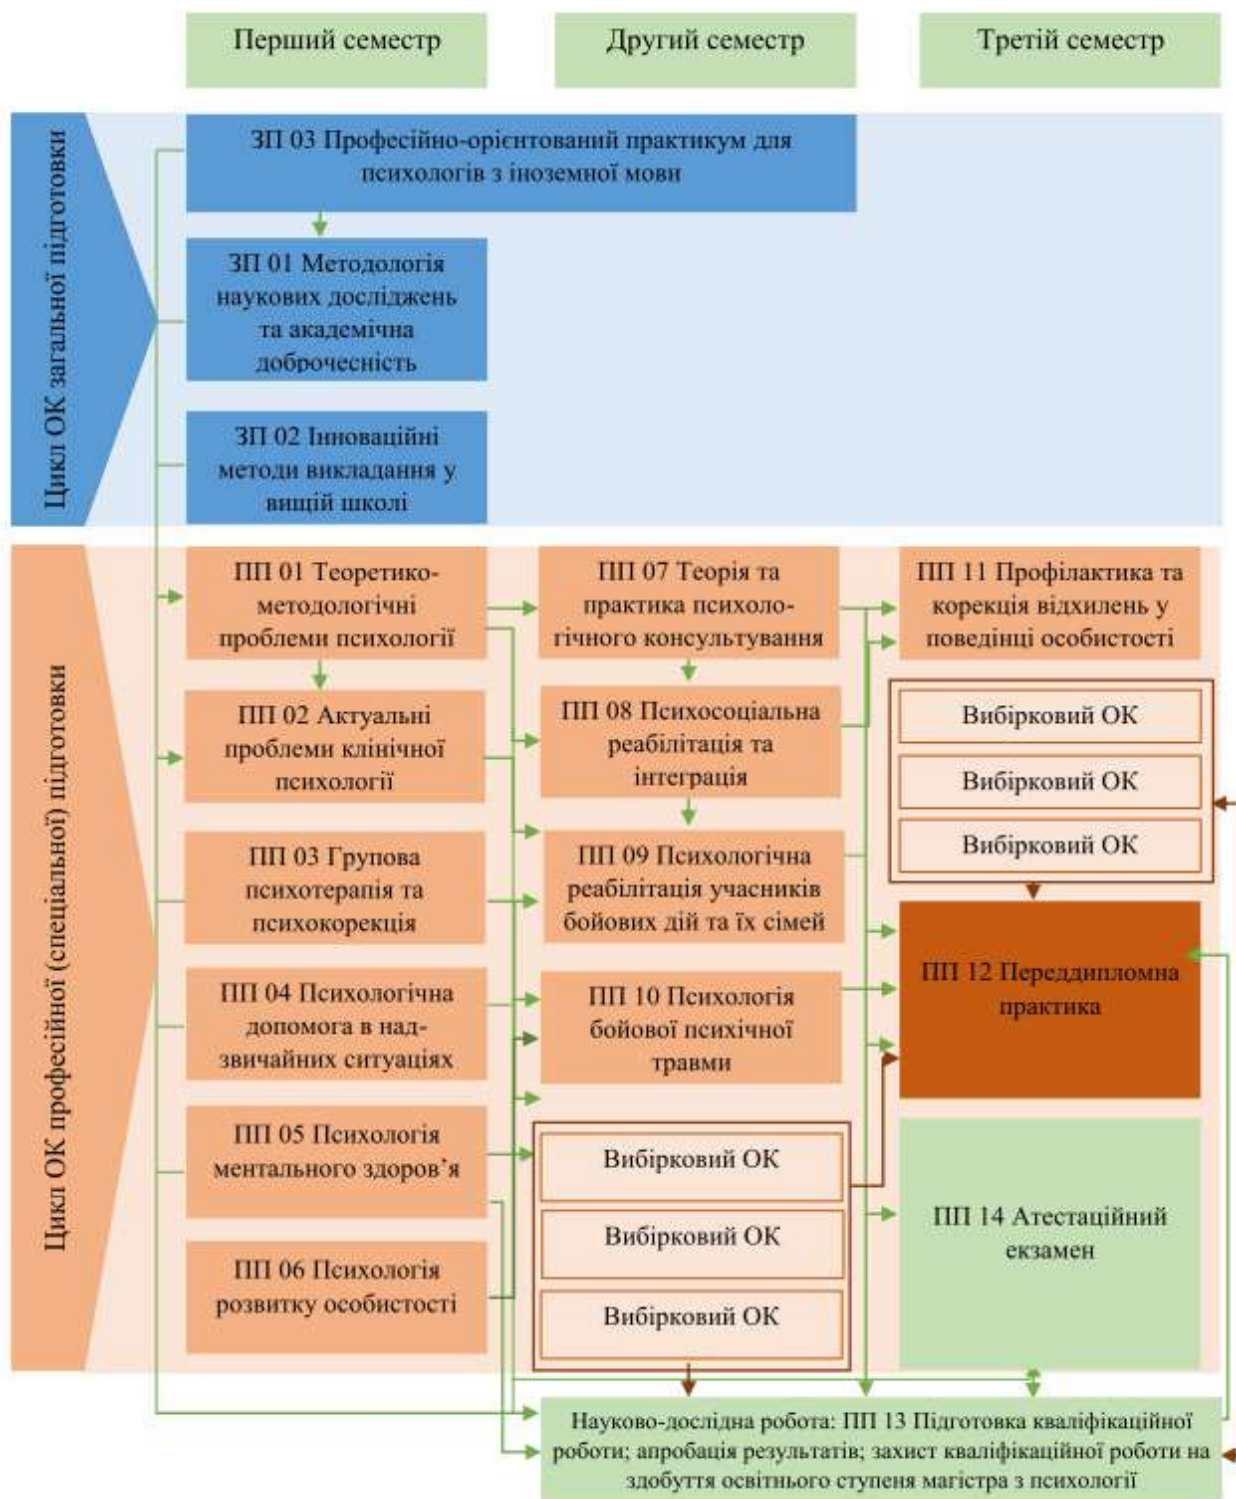 Перший семестр
Другий семестр
Третій семестр
Цикл ОК загальної підготовки
ЗП 03 Професійно-орієнтований практикум для
психологів з іноземної мови
ЗП 01 Методологія
наукових досліджень
та академічна
доброчесність
ЗП 02 Інноваційні
методи викладання у
вищій школі
Цикл ОК професійної (спеціальної) підготовки
ПП 01 Теоретико-
методологічні
проблеми психології
ПП 07 Теорія та
практика психоло-
гічного консультування
ПП 11 Профілактика та
корекція відхилень у
поведінці особистості
ПП 02 Актуальні
проблеми клінічної
психології
ПП 08 Психосоціальна
реабілітація та
інтеграція
Вибірковий ОК
Вибірковий ОК
Вибірковий ОК
ПП 03 Групова
психотерапія та
психокорекція
ПП 09 Психологічна
реабілітація учасників
бойових дій та їх сімей
ПП 12 Переддипломна
практика
ПП 04 Психологічна
допомога в над-
звичайних ситуаціях
ПП 10 Психологія
бойової психічної
травми
ПП 05 Психологія
ментального здоров’я
Вибірковий ОК
Вибірковий ОК
Вибірковий ОК
ПП 14 Атестаційний
екзамен
ПП 06 Психологія
розвитку особистості
Науково-дослідна робота: ПП 13 Підготовка кваліфікаційної
роботи; апробація результатів; захист кваліфікаційної роботи на
здобуття освітнього ступеня магістра з психології